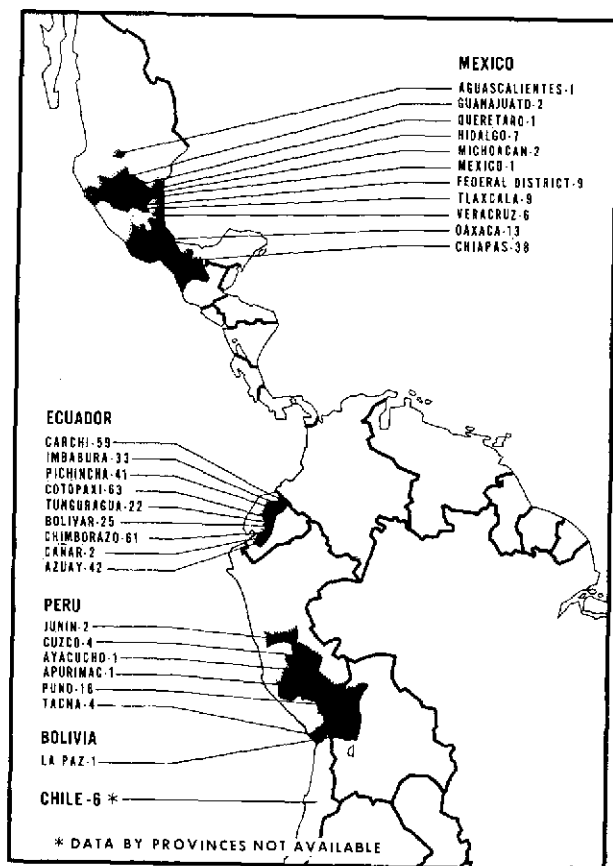 MEXICO
AGUASCALIENTES-1
GUANAJUATO-2
QUERETARO-1
HIDALGO-7
MICHOACAN-2
MEXICO-1
FEDERAL DISTRICT-9
TLAXCALA-9
VERACRUZ-6
OAXACA-13
CHIAPAS-38
ECUADOR
CARCHI-59
IMBABURA-33
PICHINCHA-41
COTOPAXI-63
TUNGURAGUA-22
BOLIVAR-25
CHIMBORAZO-61
CAÑAR-2
AZUAY-42
PERU
JUNIN-2
CUZCO-4
AYACUCHO-1
APURIMAC-1
PUNO-16
TACNA-4
BOLIVIA
LA PAZ-1
CHILE-6 *
* DATA BY PROVINCES NOT AVAILABLE